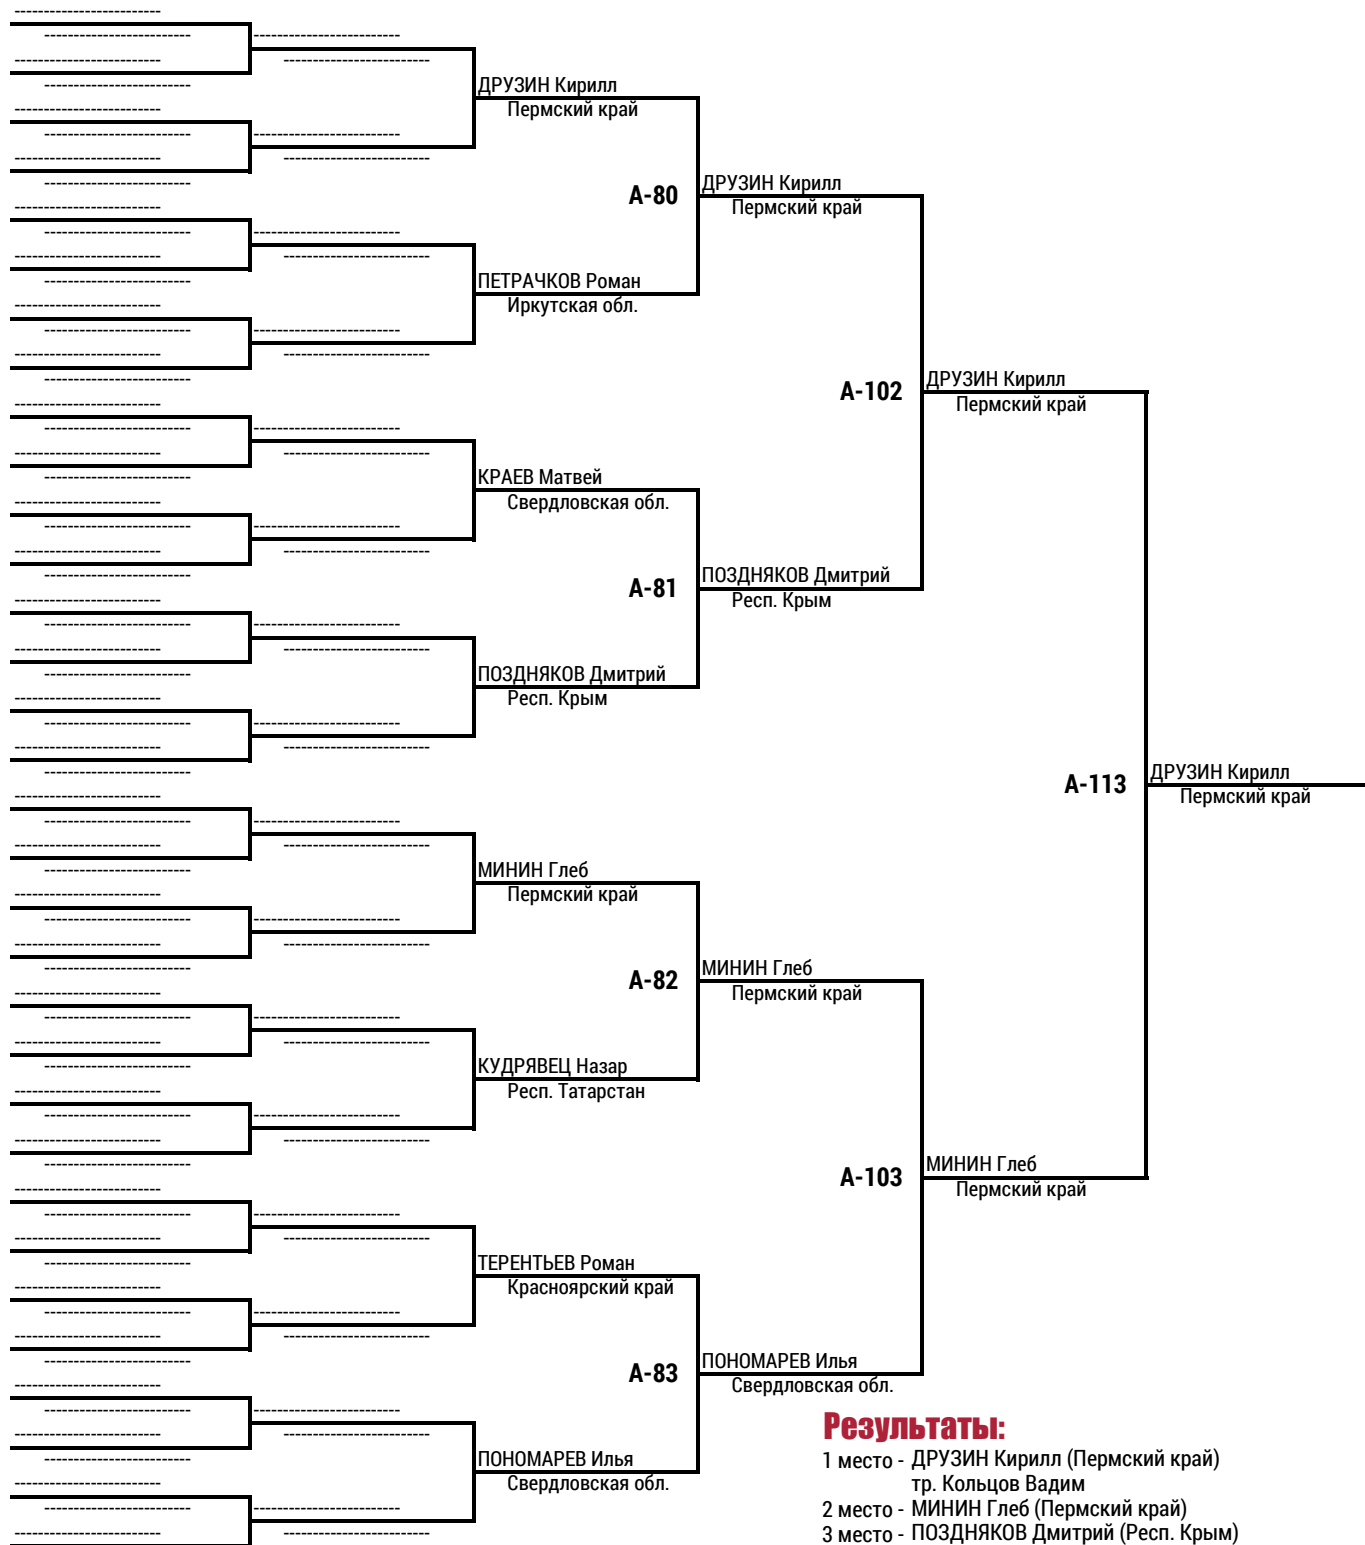 ДРУЗИН Кирилл
Пермский край
А-80
ДРУЗИН Кирилл
Пермский край
ПЕТРАЧКОВ Роман
Иркутская обл.
А-102
ДРУЗИН Кирилл
Пермский край
КРАЕВ Матвей
Свердловская обл.
А-81
ПОЗДНЯКОВ Дмитрий
Респ. Крым
ПОЗДНЯКОВ Дмитрий
Респ. Крым
А-113
ДРУЗИН Кирилл
Пермский край
МИНИН Глеб
Пермский край
А-82
МИНИН Глеб
Пермский край
КУДРЯВЕЦ Назар
Респ. Татарстан
А-103
МИНИН Глеб
Пермский край
ТЕРЕНТЬЕВ Роман
Красноярский край
А-83
ПОНОМАРЕВ Илья
Свердловская обл.
ПОНОМАРЕВ Илья
Свердловская обл.
Результаты:
1 место - ДРУЗИН Кирилл (Пермский край)
тр. Кольцов Вадим
2 место - МИНИН Глеб (Пермский край)
3 место - ПОЗДНЯКОВ Дмитрий (Респ. Крым)